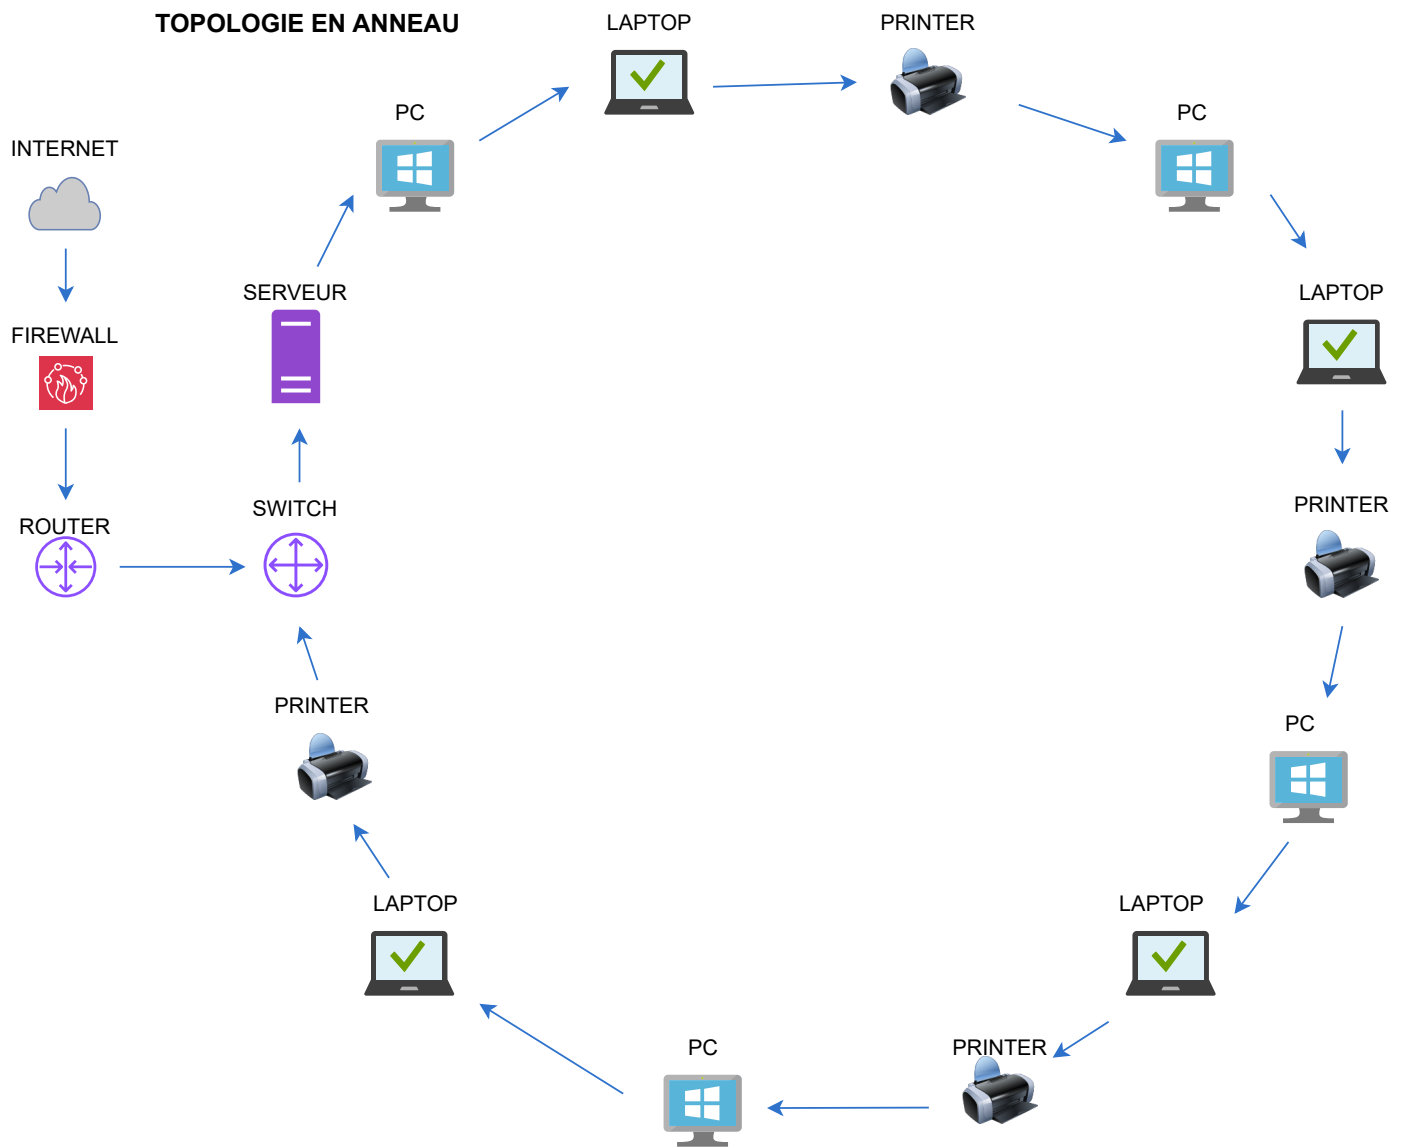 TOPOLOGIE EN ANNEAU
LAPTOP
PRINTER
PC
PC
INTERNET
SERVEUR
LAPTOP
FIREWALL
SWITCH
PRINTER
ROUTER
PRINTER
PC
LAPTOP
LAPTOP
PC
PRINTER